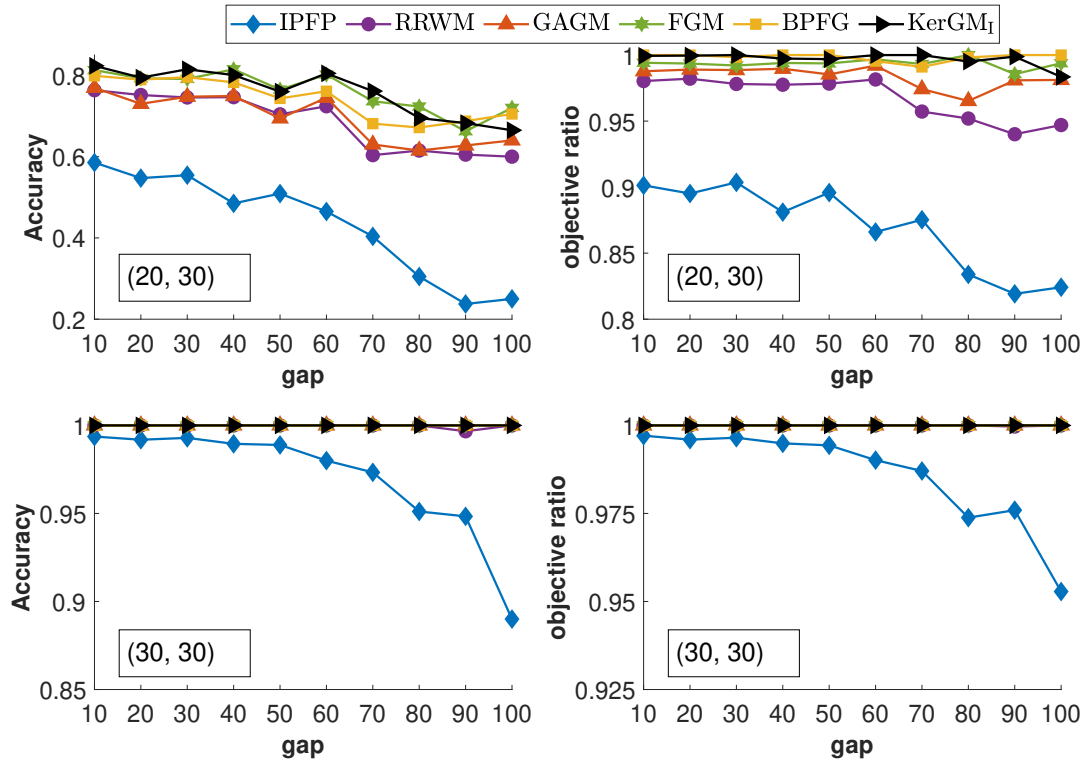 IPFP RRWM GAGM FGM BPFG KerGM_I
0.8
0.6
0.4
0.2
Accuracy
(20, 30)
10 20 30 40 50 60 70 80 90 100
gap
1
0.95
0.9
0.85
0.8
objective ratio
(20, 30)
10 20 30 40 50 60 70 80 90 100
gap
1
0.95
0.9
0.85
Accuracy
(30, 30)
10 20 30 40 50 60 70 80 90 100
gap
1
0.975
0.95
0.925
objective ratio
(30, 30)
10 20 30 40 50 60 70 80 90 100
gap